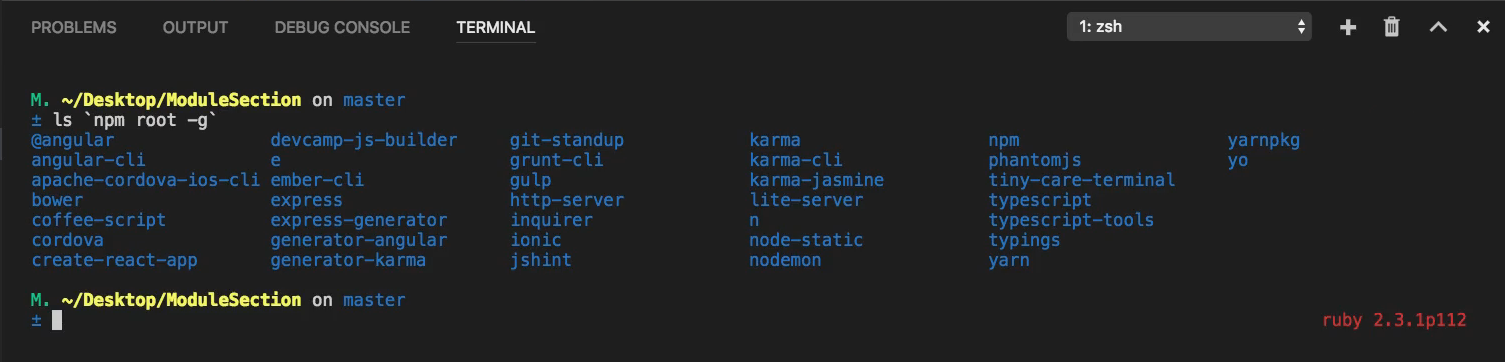 PROBLEMS OUTPUT DEBUG CONSOLE TERMINAL 1: zsh
M. ~/Desktop/ModuleSection on master
± ls `npm root -g`
@angular devcamp-js-builder git-standup karma npm yarnpkg
angular-cli e grunt-cli karma-cli phantomjs yo
apache-cordova-ios-cli ember-cli gulp karma-jasmine tiny-care-terminal
bower express http-server lite-server typescript
coffee-script express-generator inquirer n typescript-tools
cordova generator-angular ionic node-static typings
create-react-app generator-karma jshint nodemon yarn
M. ~/Desktop/ModuleSection on master
± ruby 2.3.1p112